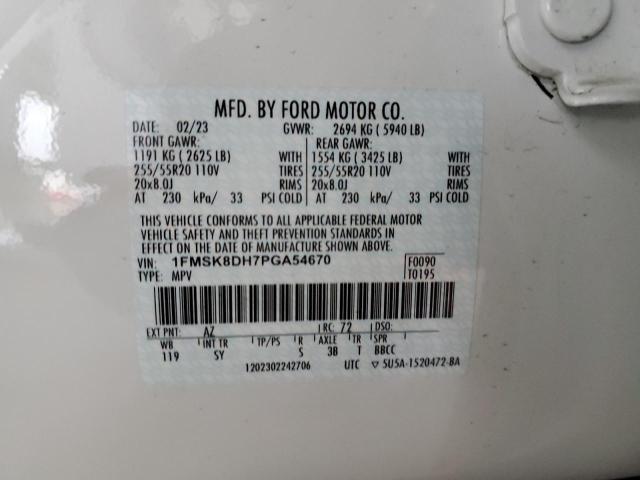 MFD. BY FORD MOTOR CO.
DATE: 02/23 GVWR: 2694 KG ( 5940 LB)
FRONT GAWR: REAR GAWR:
1191 KG ( 2625 LB) WITH 1554 KG ( 3425 LB) WITH
255/55R20 110V TIRES 255/55R20 110V TIRES
20x8.0J RIMS 20x8.0J RIMS
AT 230 kPa/ 33 PSI COLD AT 230 kPa/ 33 PSI COLD
THIS VEHICLE CONFORMS TO ALL APPLICABLE FEDERAL MOTOR
VEHICLE SAFETY AND THEFT PREVENTION STANDARDS IN
EFFECT ON THE DATE OF MANUFACTURE SHOWN ABOVE.
VIN: 1FMSK8DH7PGA54670 F0090
TYPE: MPV T0195
EXT PNT: AZ RC: 72 DSO:
WB INT TR TP/PS R AXLE TR SPR
119 SY S 3B T BBCC
1202302242706 UTC ▽ 5U5A-1520472-BA